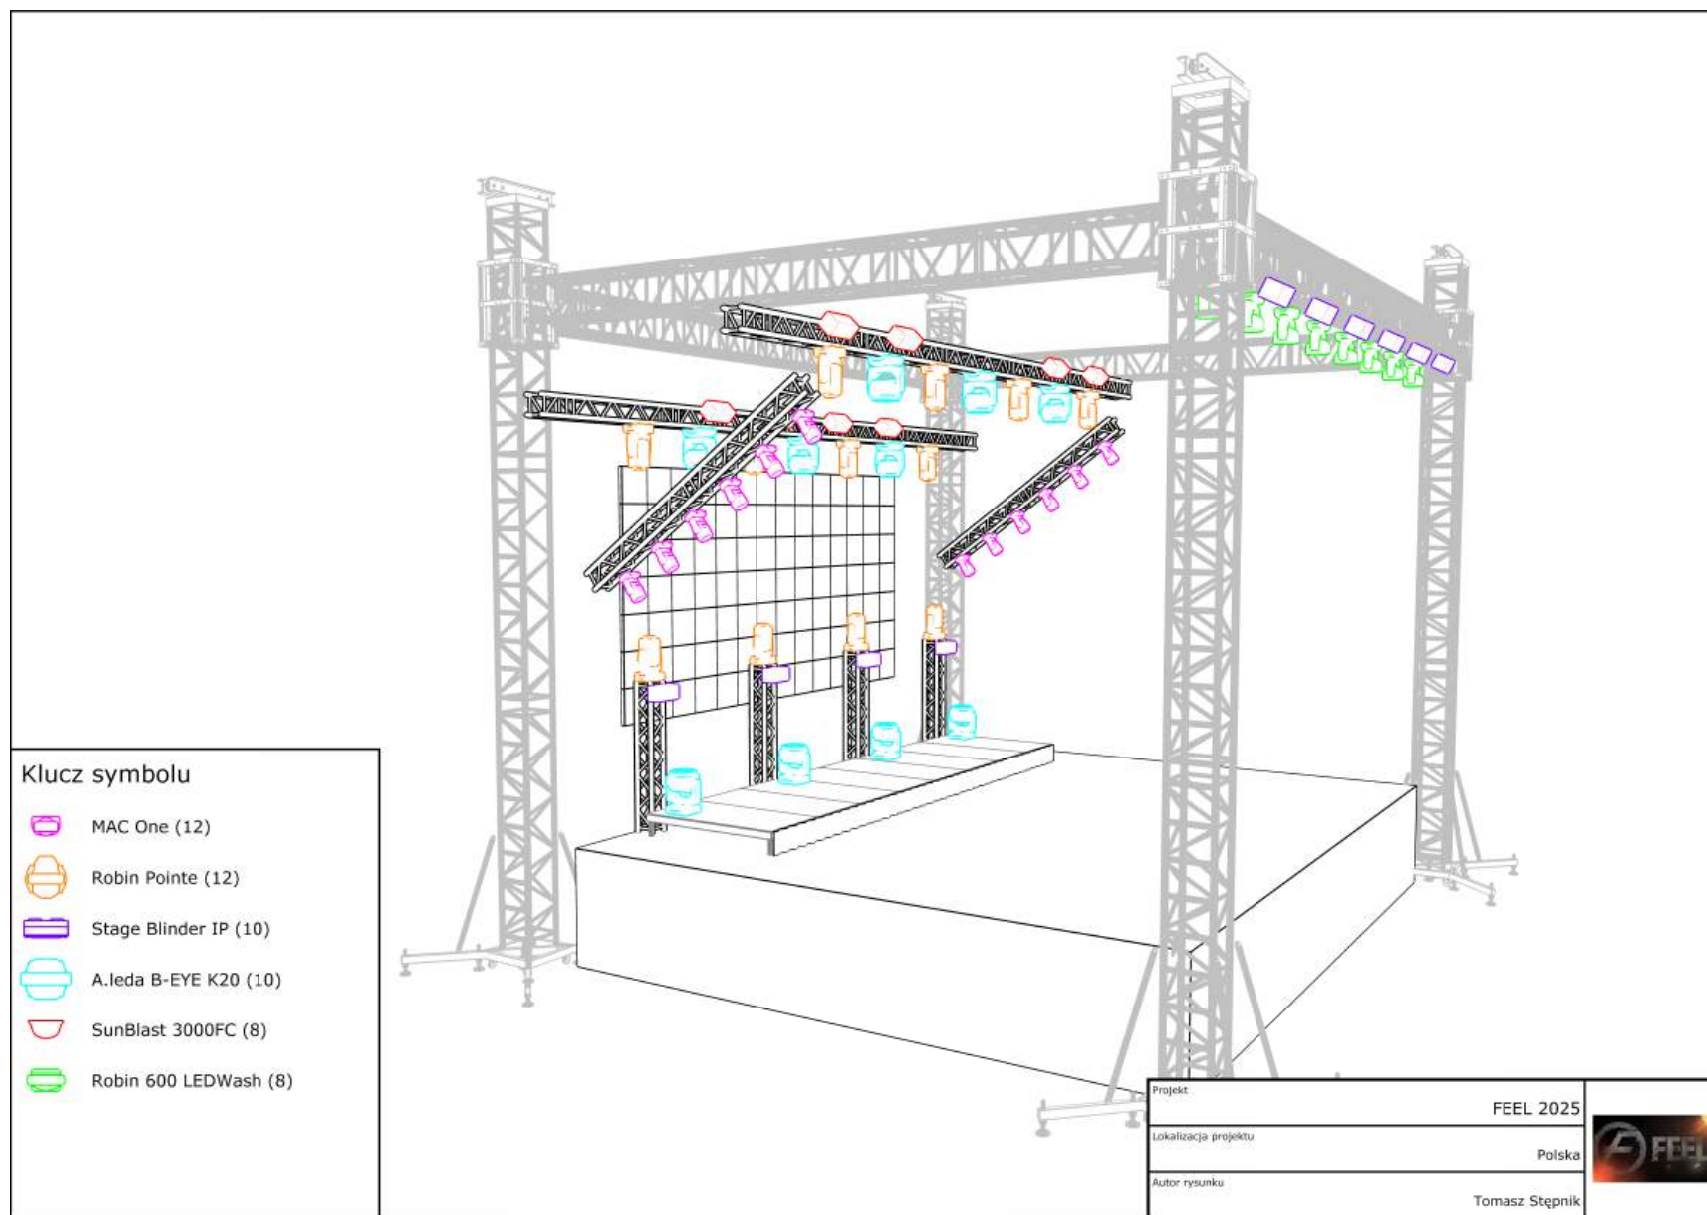 Klucz symbolu
MAC One (12)
Robin Pointe (12)
Stage Blinder IP (10)
A.leda B-EYE K20 (10)
SunBlast 3000FC (8)
Robin 600 LEDWash (8)
Projekt
FEEL 2025
Lokalizacja projektu
Polska
Autor rysunku
Tomasz Stępnik
FEEL